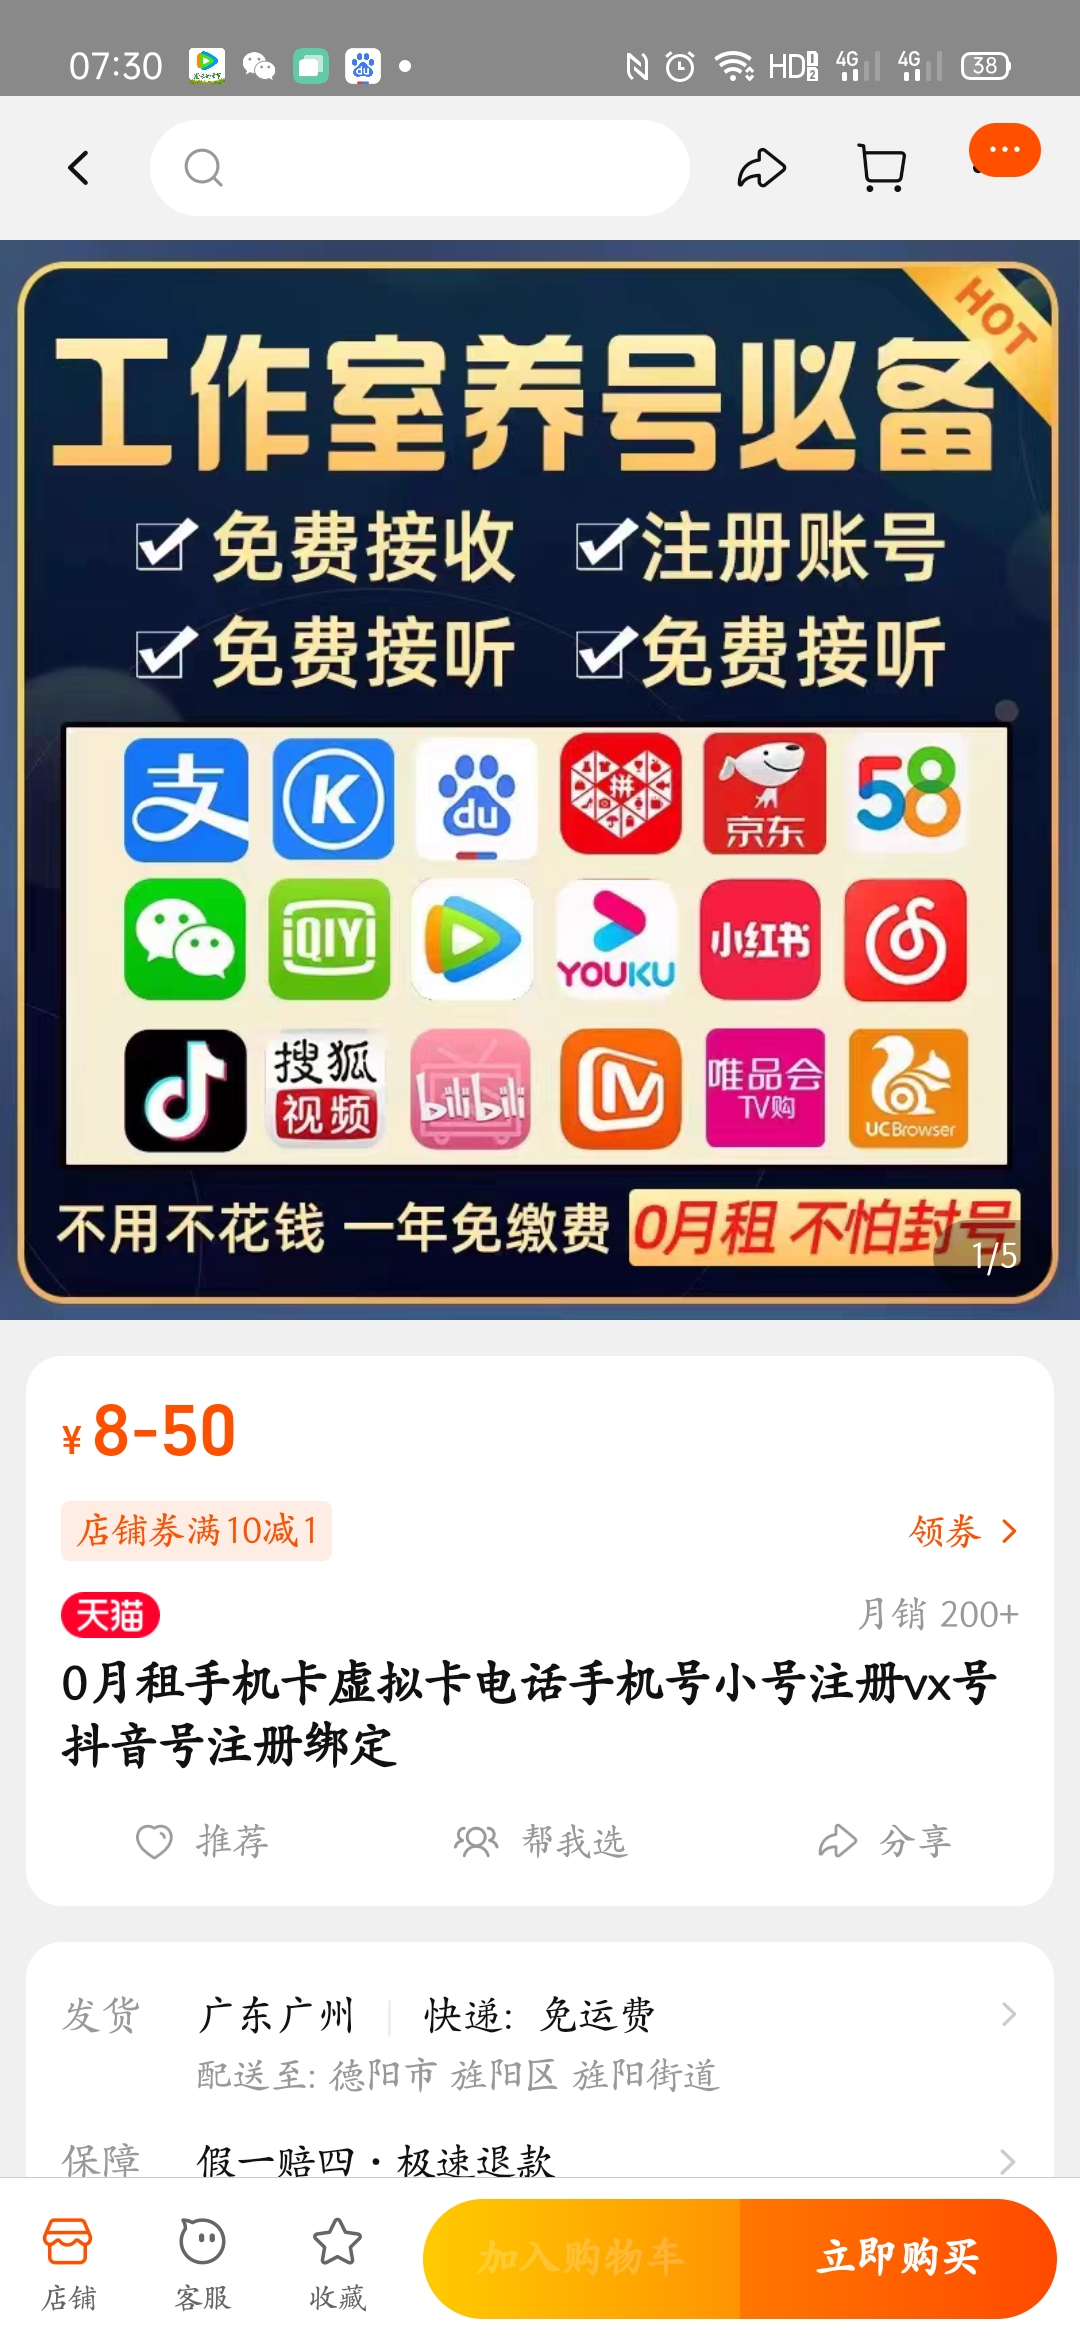 07:30
HD 1 2 4G 4G 38
HOT
工作室养号必备
免费接收 注册账号
免费接听 免费接听
支 K du 拼 京东 58
iQIYI YOUKU 小红书
搜狐视频 bilibili 唯品会 TV购 UCBrowser
不用不花钱 一年免缴费 0月租 不怕封号
1/5
¥8-50
店铺券满10减1 领券
天猫 月销 200+
0月租手机卡虚拟卡电话手机号小号注册vx号
抖音号注册绑定
推荐 帮我选 分享
发货 广东广州 快递: 免运费
配送至: 德阳市 旌阳区 旌阳街道
保障 假一赔四·极速退款
店铺 客服 收藏 加入购物车 立即购买